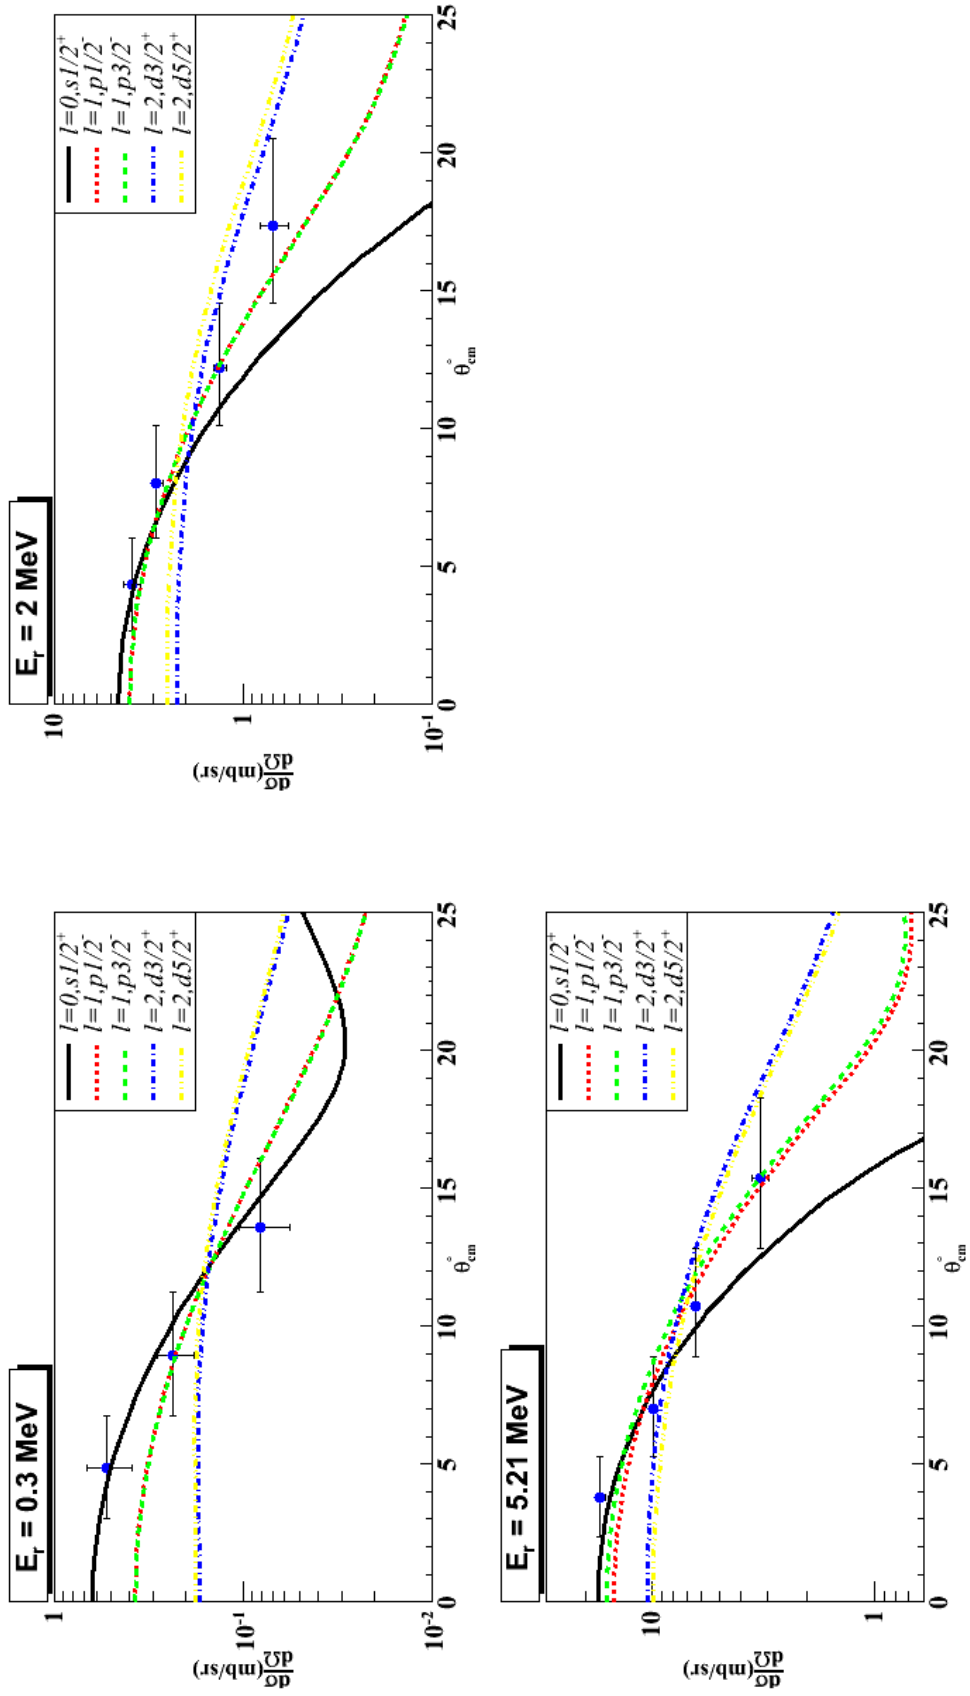 E_r = 0.3 MeV
dσ/dΩ (mb/sr)
1
10^-1
10^-2
l=0,s1/2^+
l=1,p1/2^-
l=1,p3/2^-
l=2,d3/2^+
l=2,d5/2^+
0 5 10 15 20 25
θ°_cm
E_r = 2 MeV
dσ/dΩ (mb/sr)
10
1
10^-1
l=0,s1/2^+
l=1,p1/2^-
l=1,p3/2^-
l=2,d3/2^+
l=2,d5/2^+
0 5 10 15 20 25
θ°_cm
E_r = 5.21 MeV
dσ/dΩ (mb/sr)
10
1
l=0,s1/2^+
l=1,p1/2^-
l=1,p3/2^-
l=2,d3/2^+
l=2,d5/2^+
0 5 10 15 20 25
θ°_cm